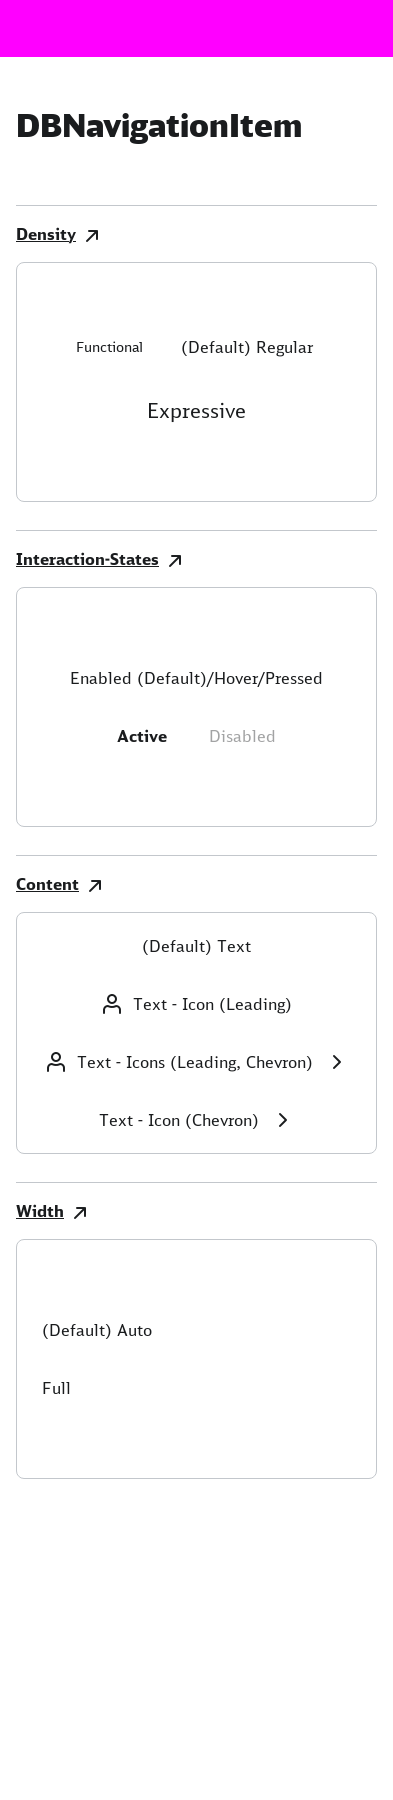 DBNavigationItem
Density
Functional (Default) Regular
Expressive
Interaction-States
Enabled (Default)/Hover/Pressed
Active Disabled
Content
(Default) Text
Text - Icon (Leading)
Text - Icons (Leading, Chevron)
Text - Icon (Chevron)
Width
(Default) Auto
Full